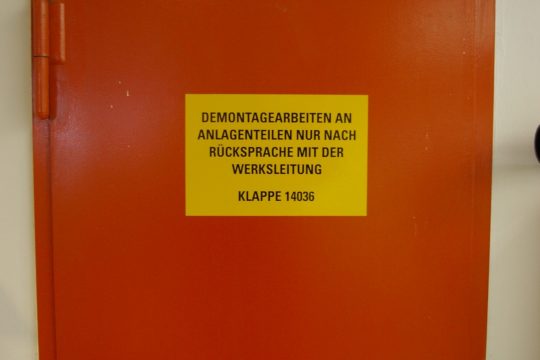 DEMONTAGEARBEITEN AN
ANLAGENTEILEN NUR NACH
RÜCKSPRACHE MIT DER
WERKSLEITUNG
KLAPPE 14036